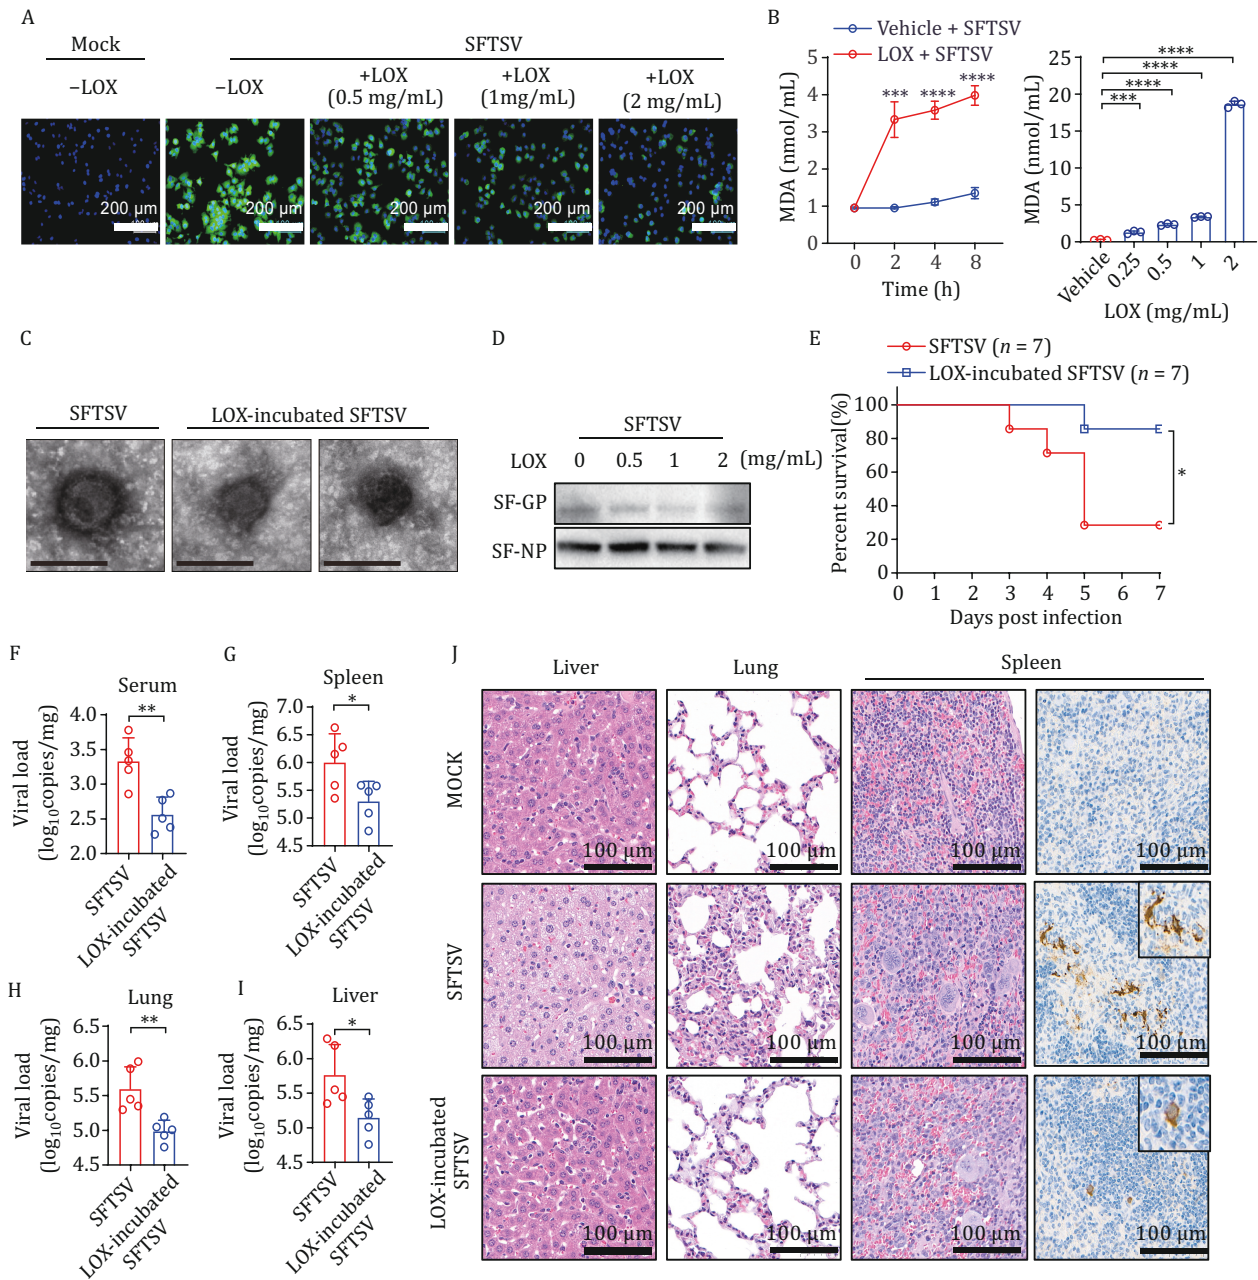 A
Mock
SFTSV
–LOX
–LOX
+LOX
(0.5 mg/mL)
+LOX
(1mg/mL)
+LOX
(2 mg/mL)
200 μm
200 μm
200 μm
200 μm
200 μm
B
Vehicle + SFTSV
LOX + SFTSV
MDA (nmol/mL)
5
4
3
2
1
0
***
****
****
0
2
4
8
Time (h)
MDA (nmol/mL)
25
20
15
10
5
0
****
****
****
***
Vehicle
0.25
0.5
1
2
LOX (mg/mL)
C
SFTSV
LOX-incubated SFTSV
D
SFTSV
LOX 0 0.5 1 2 (mg/mL)
SF-GP
SF-NP
E
SFTSV (n = 7)
LOX-incubated SFTSV (n = 7)
Percent survival(%)
100
80
60
40
20
0
*
0 1 2 3 4 5 6 7
Days post infection
F
Serum
Viral load
(log10copies/mg)
4.0
3.5
3.0
2.5
2.0
**
SFTSV
LOX-incubated
SFTSV
G
Spleen
Viral load
(log10copies/mg)
7.0
6.5
6.0
5.5
5.0
4.5
*
SFTSV
LOX-incubated
SFTSV
H
Lung
Viral load
(log10copies/mg)
6.5
6.0
5.5
5.0
4.5
**
SFTSV
LOX-incubated
SFTSV
I
Liver
Viral load
(log10copies/mg)
6.5
6.0
5.5
5.0
4.5
*
SFTSV
LOX-incubated
SFTSV
J
Liver
Lung
Spleen
MOCK
100 μm
100 μm
100 μm
100 μm
SFTSV
100 μm
100 μm
100 μm
100 μm
LOX-incubated
SFTSV
100 μm
100 μm
100 μm
100 μm